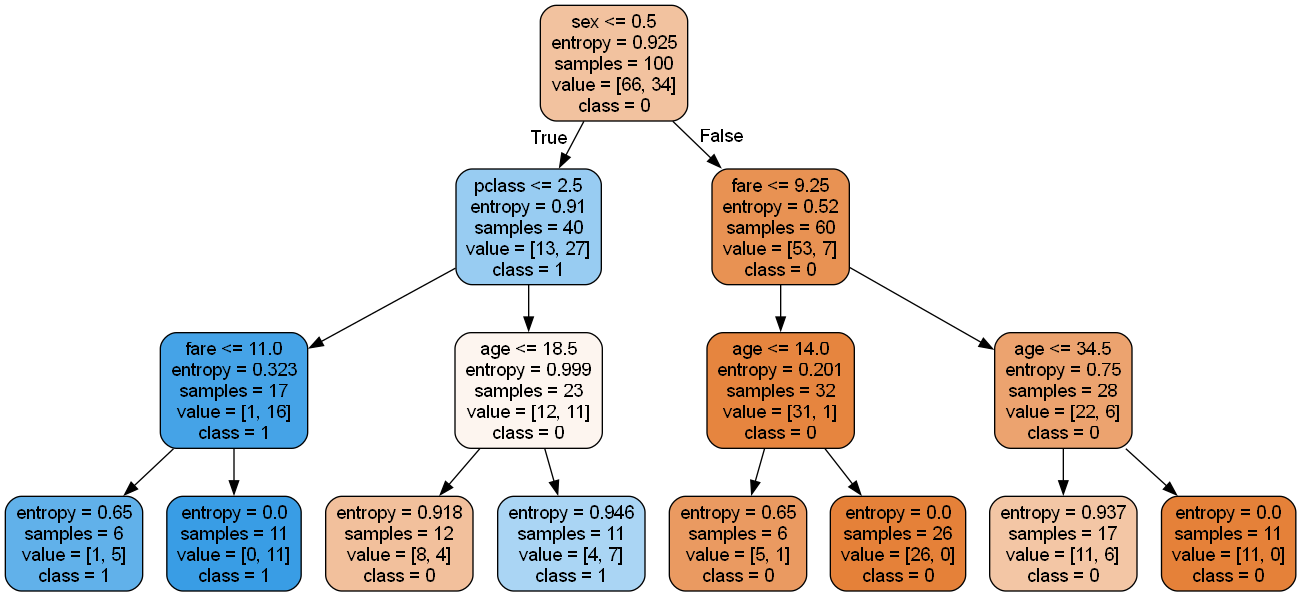 sex <= 0.5
entropy = 0.925
samples = 100
value = [66, 34]
class = 0
True
False
pclass <= 2.5
entropy = 0.91
samples = 40
value = [13, 27]
class = 1
fare <= 9.25
entropy = 0.52
samples = 60
value = [53, 7]
class = 0
fare <= 11.0
entropy = 0.323
samples = 17
value = [1, 16]
class = 1
age <= 18.5
entropy = 0.999
samples = 23
value = [12, 11]
class = 0
age <= 14.0
entropy = 0.201
samples = 32
value = [31, 1]
class = 0
age <= 34.5
entropy = 0.75
samples = 28
value = [22, 6]
class = 0
entropy = 0.65
samples = 6
value = [1, 5]
class = 1
entropy = 0.0
samples = 11
value = [0, 11]
class = 1
entropy = 0.918
samples = 12
value = [8, 4]
class = 0
entropy = 0.946
samples = 11
value = [4, 7]
class = 1
entropy = 0.65
samples = 6
value = [5, 1]
class = 0
entropy = 0.0
samples = 26
value = [26, 0]
class = 0
entropy = 0.937
samples = 17
value = [11, 6]
class = 0
entropy = 0.0
samples = 11
value = [11, 0]
class = 0